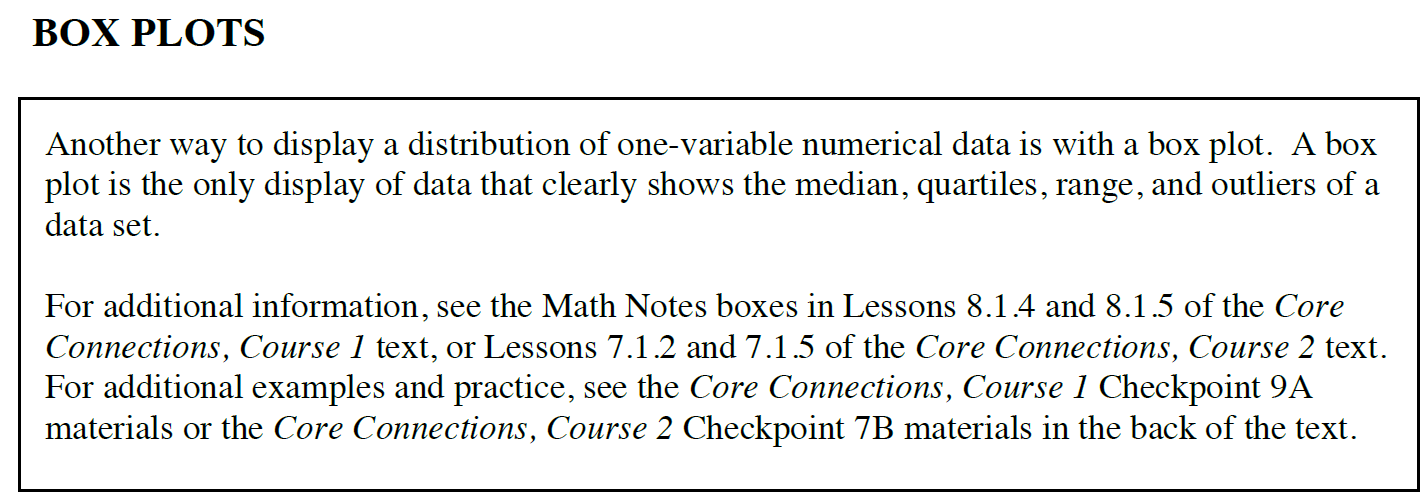 BOX PLOTS
Another way to display a distribution of one-variable numerical data is with a box plot.  A box
plot is the only display of data that clearly shows the median, quartiles, range, and outliers of a
data set.
For additional information, see the Math Notes boxes in Lessons 8.1.4 and 8.1.5 of the Core
Connections, Course 1 text, or Lessons 7.1.2 and 7.1.5 of the Core Connections, Course 2 text.
For additional examples and practice, see the Core Connections, Course 1 Checkpoint 9A
materials or the Core Connections, Course 2 Checkpoint 7B materials in the back of the text.